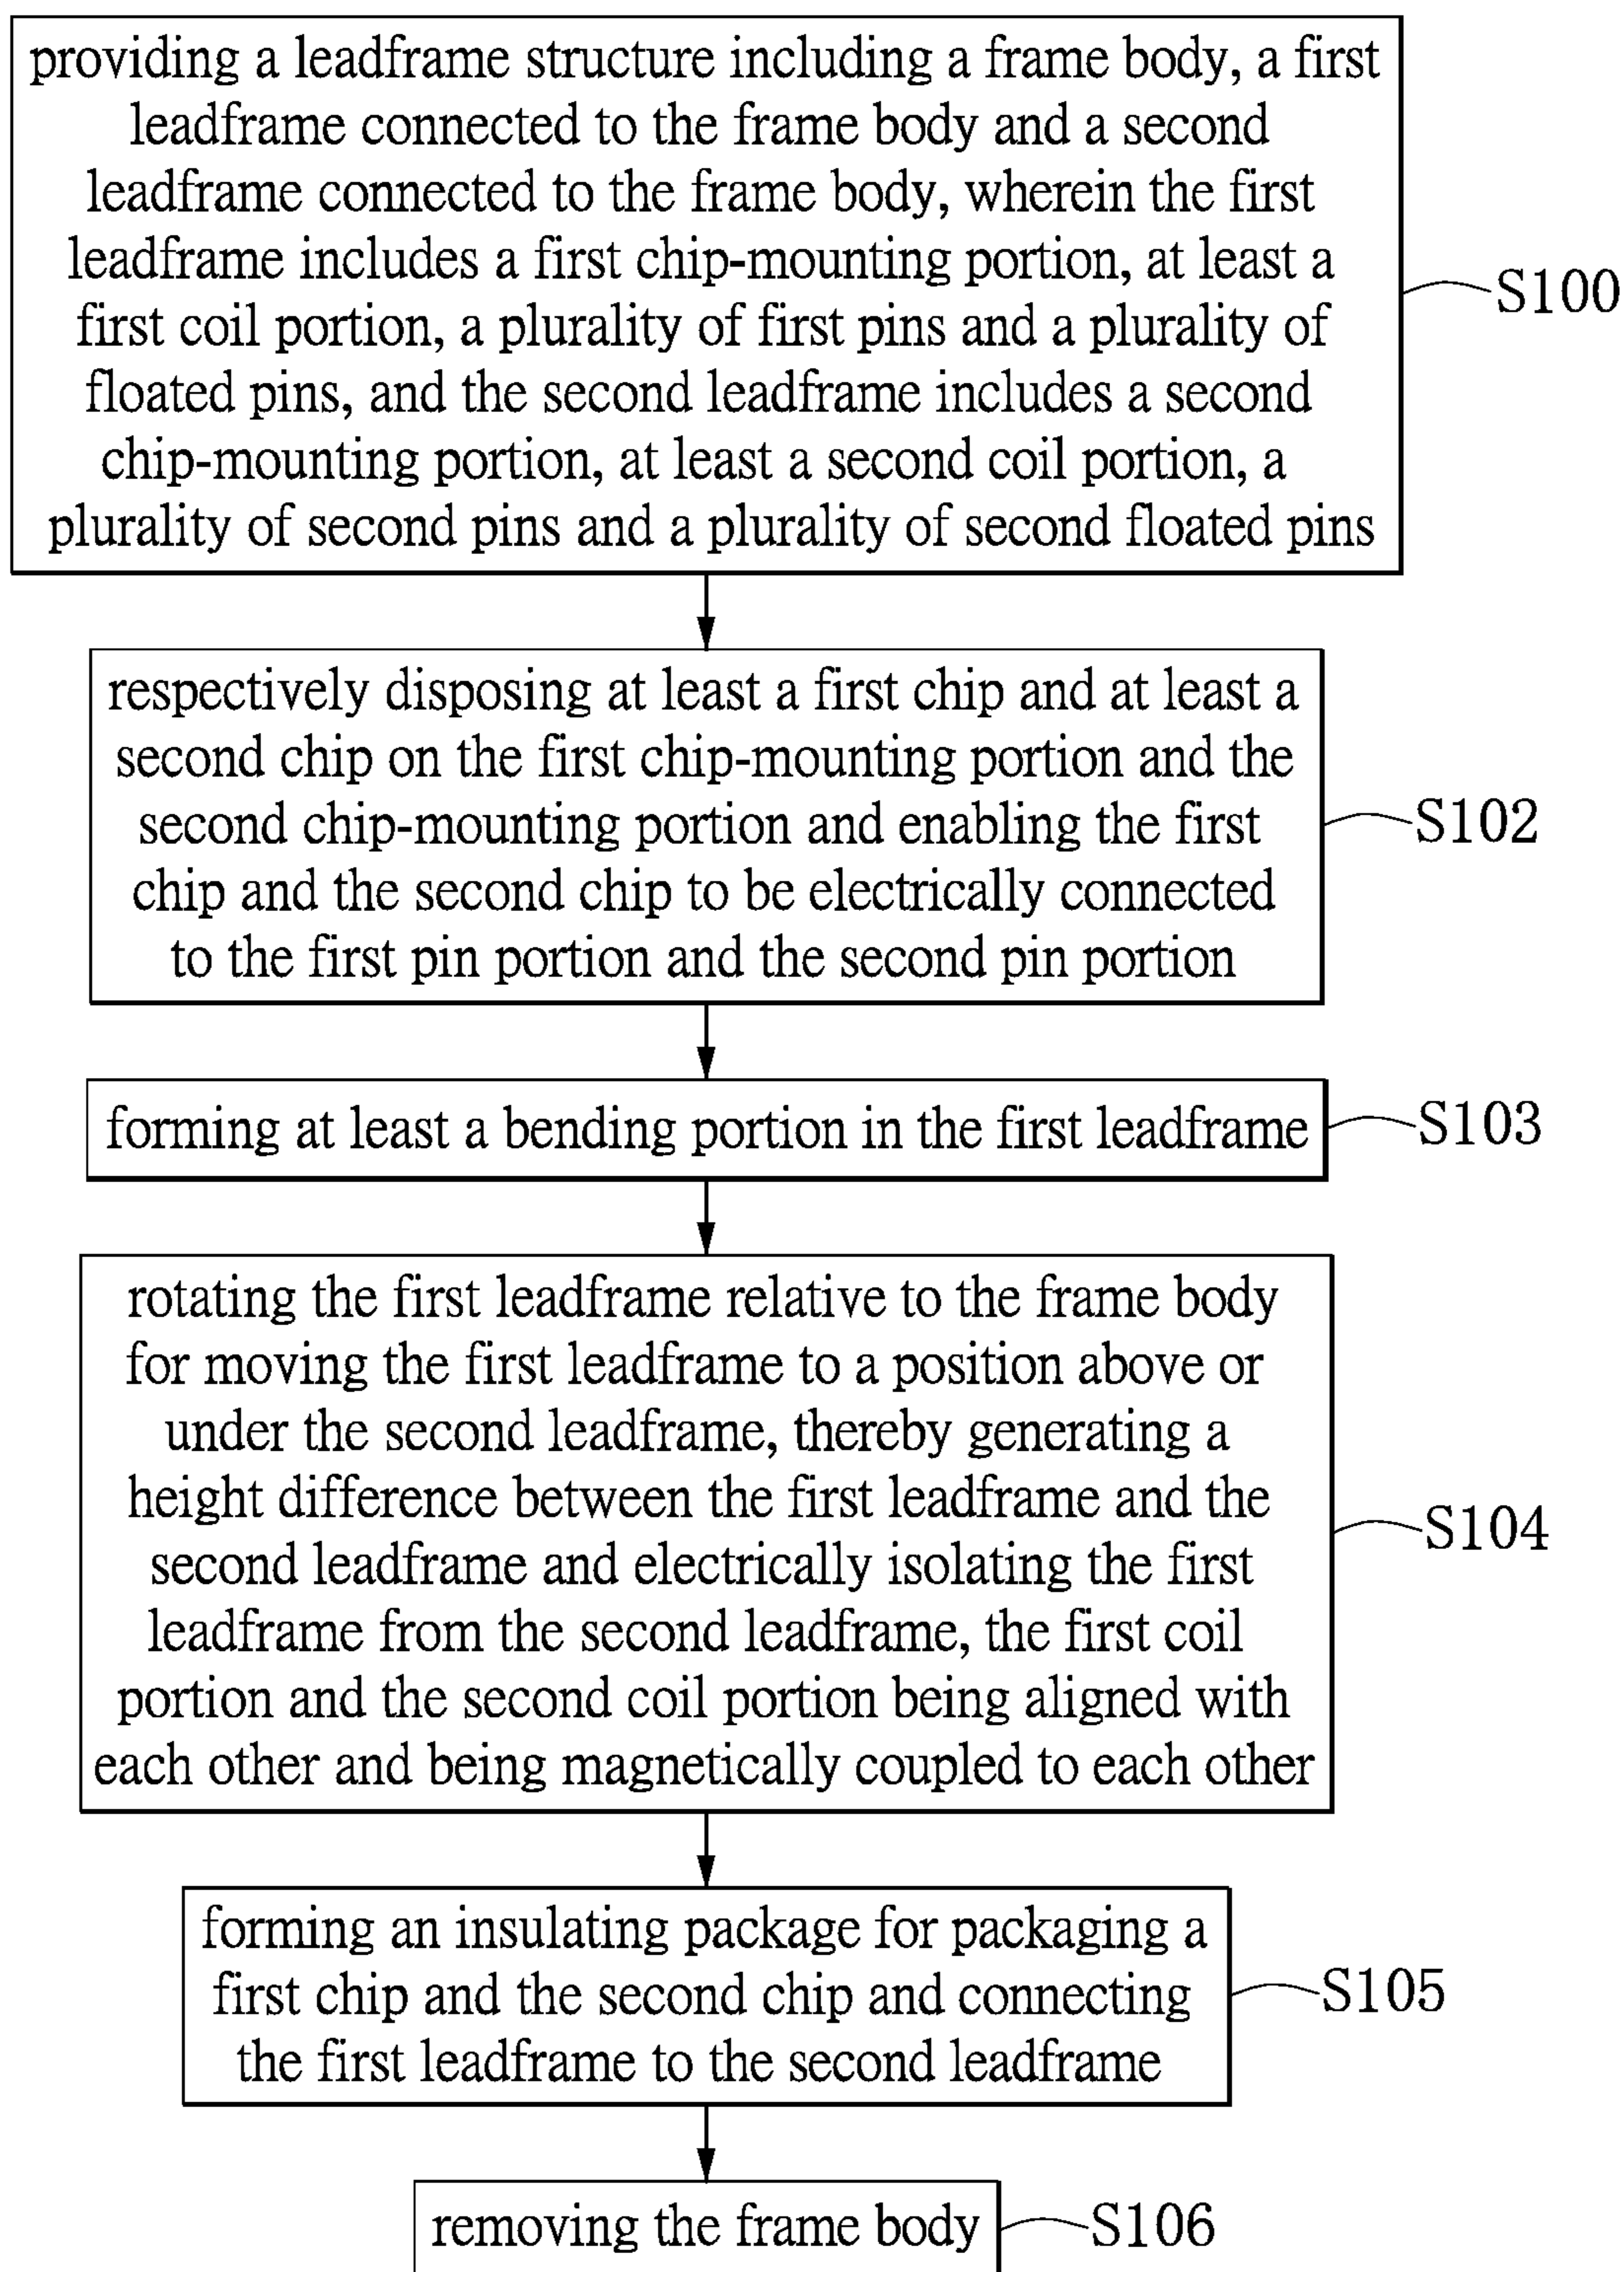 providing a leadframe structure including a frame body, a first
leadframe connected to the frame body and a second
leadframe connected to the frame body, wherein the first
leadframe includes a first chip-mounting portion, at least a
first coil portion, a plurality of first pins and a plurality of
floated pins, and the second leadframe includes a second
chip-mounting portion, at least a second coil portion, a
plurality of second pins and a plurality of second floated pins
S100
respectively disposing at least a first chip and at least a
second chip on the first chip-mounting portion and the
second chip-mounting portion and enabling the first
chip and the second chip to be electrically connected
to the first pin portion and the second pin portion
S102
forming at least a bending portion in the first leadframe
S103
rotating the first leadframe relative to the frame body
for moving the first leadframe to a position above or
under the second leadframe, thereby generating a
height difference between the first leadframe and the
second leadframe and electrically isolating the first
leadframe from the second leadframe, the first coil
portion and the second coil portion being aligned with
each other and being magnetically coupled to each other
S104
forming an insulating package for packaging a
first chip and the second chip and connecting
the first leadframe to the second leadframe
S105
removing the frame body
S106